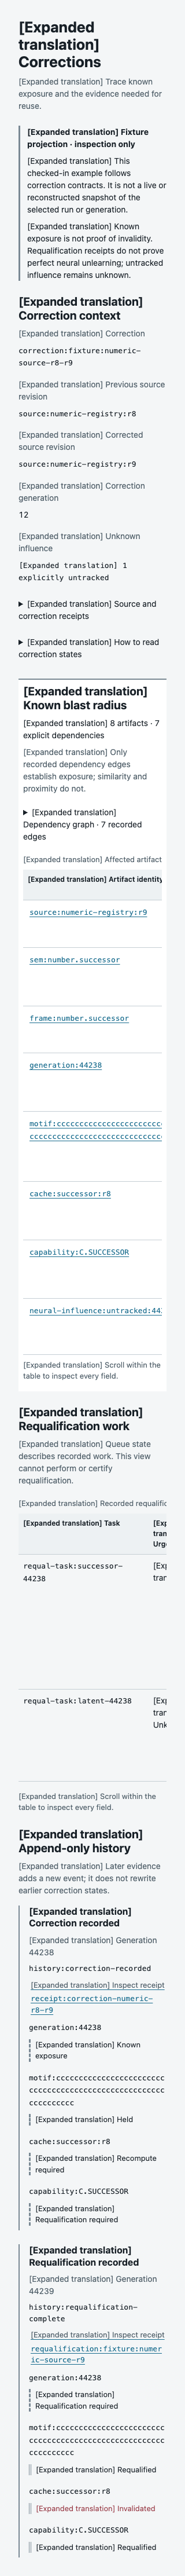 [Expanded
translation]
Corrections
[Expanded translation] Trace known
exposure and the evidence needed for
reuse.
[Expanded translation] Fixture
projection · inspection only
[Expanded translation] This
checked-in example follows
correction contracts. It is not a live or
reconstructed snapshot of the
selected run or generation.
[Expanded translation] Known
exposure is not proof of invalidity.
Requalification receipts do not prove
perfect neural unlearning; untracked
influence remains unknown.
[Expanded translation]
Correction context
[Expanded translation] Correction
correction:fixture:numeric-
source-r8-r9
[Expanded translation] Previous source
revision
source:numeric-registry:r8
[Expanded translation] Corrected
source revision
source:numeric-registry:r9
[Expanded translation] Correction
generation
12
[Expanded translation] Unknown
influence
[Expanded translation] 1
explicitly untracked
▶ [Expanded translation] Source and
correction receipts
▶ [Expanded translation] How to read
correction states
[Expanded translation]
Known blast radius
[Expanded translation] 8 artifacts · 7
explicit dependencies
[Expanded translation] Only
recorded dependency edges
establish exposure; similarity and
proximity do not.
▶ [Expanded translation]
Dependency graph · 7 recorded
edges
[Expanded translation] Affected artifact
[Expanded translation] Artifact identity
source:numeric-registry:r9
sem:number.successor
frame:number.successor
generation:44238
cache:successor:r8
capability:C.SUCCESSOR
neural-influence:untracked:44
[Expanded translation] Scroll within the
table to inspect every field.
[Expanded translation]
Requalification work
[Expanded translation] Queue state
describes recorded work. This view
cannot perform or certify
requalification.
[Expanded translation] Recorded requalific
[Expanded translation] Task
requal-task:successor-
44238
requal-task:latent-44238
[Expanded translation] Scroll within the
table to inspect every field.
[Expanded translation]
Append-only history
[Expanded translation] Later evidence
adds a new event; it does not rewrite
earlier correction states.
[Expanded translation]
Correction recorded
[Expanded translation] Generation
44238
history:correction-recorded
[Expanded translation] Inspect receipt
receipt:correction-numeric-
r8-r9
generation:44238
[Expanded translation] Known
exposure
motif:cccccccccccccccccccccccc
cccccccccccccccccccccccccccccc
cccccccccc
[Expanded translation] Held
cache:successor:r8
[Expanded translation] Recompute
required
capability:C.SUCCESSOR
[Expanded translation]
Requalification required
[Expanded translation]
Requalification recorded
[Expanded translation] Generation
44239
history:requalification-
complete
[Expanded translation] Inspect receipt
requalification:fixture:numer
ic-source-r9
generation:44238
[Expanded translation]
Requalification required
motif:cccccccccccccccccccccccc
cccccccccccccccccccccccccccccc
cccccccccc
[Expanded translation] Requalified
cache:successor:r8
[Expanded translation] Invalidated
capability:C.SUCCESSOR
[Expanded translation] Requalified